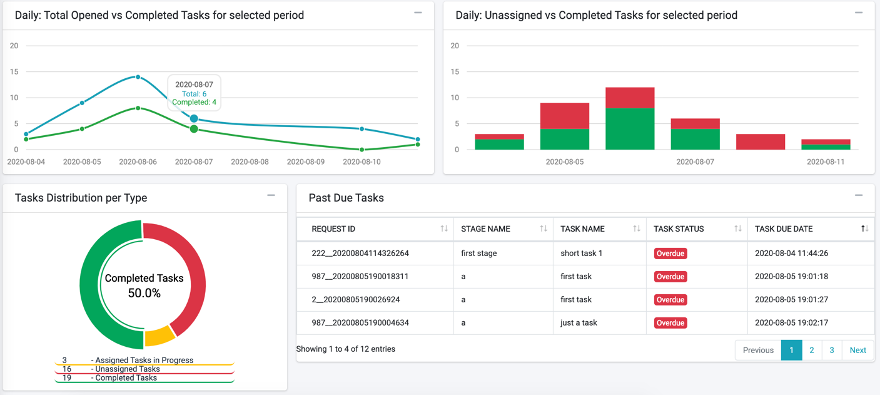 Daily: Total Opened vs Completed Tasks for selected period
20
15
10
5
0
2020-08-07
Total: 6
Completed: 4
2020-08-04 2020-08-05 2020-08-06 2020-08-07 2020-08-08 2020-08-09 2020-08-10
Daily: Unassigned vs Completed Tasks for selected period
20
15
10
5
0
2020-08-05 2020-08-07 2020-08-11
Tasks Distribution per Type
Completed Tasks
50.0%
3 - Assigned Tasks in Progress
16 - Unassigned Tasks
19 - Completed Tasks
Past Due Tasks
REQUEST ID STAGE NAME TASK NAME TASK STATUS TASK DUE DATE
222__20200804114326264 first stage short task 1 Overdue 2020-08-04 11:44:26
987__20200805190018311 a first task Overdue 2020-08-05 19:01:18
2__20200805190026924 a first task Overdue 2020-08-05 19:01:27
987__20200805190004634 a just a task Overdue 2020-08-05 19:02:17
Showing 1 to 4 of 12 entries
Previous 1 2 3 Next